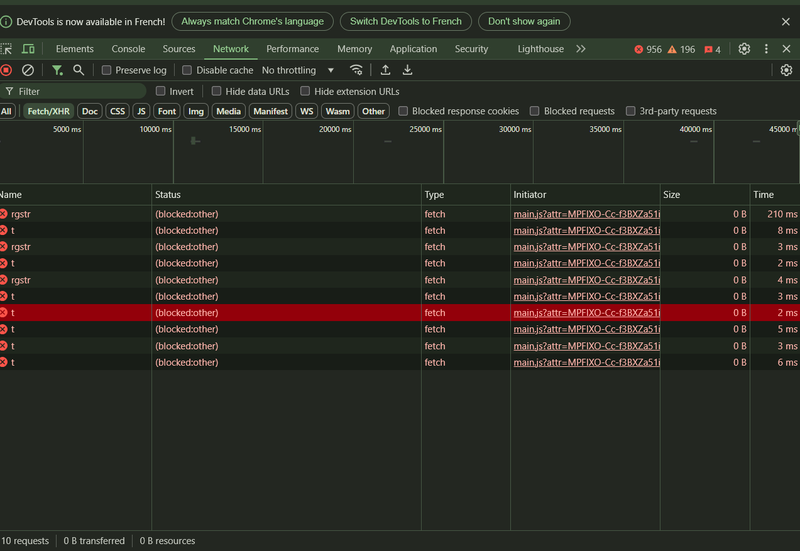 DevTools is now available in French! Always match Chrome's language Switch DevTools to French Don't show again
Elements Console Sources Network Performance Memory Application Security Lighthouse 956 196 4
Preserve log Disable cache No throttling
Filter Invert Hide data URLs Hide extension URLs
All Fetch/XHR Doc CSS JS Font Img Media Manifest WS Wasm Other Blocked response cookies Blocked requests 3rd-party requests
5000 ms 10000 ms 15000 ms 20000 ms 25000 ms 30000 ms 35000 ms 40000 ms 45000 ms
Name Status Type Initiator Size Time
rgstr (blocked:other) fetch main.js?attr=MPFIXO-Cc-f3BXZa51i 0 B 210 ms
t (blocked:other) fetch main.js?attr=MPFIXO-Cc-f3BXZa51i 0 B 8 ms
rgstr (blocked:other) fetch main.js?attr=MPFIXO-Cc-f3BXZa51i 0 B 3 ms
t (blocked:other) fetch main.js?attr=MPFIXO-Cc-f3BXZa51i 0 B 2 ms
rgstr (blocked:other) fetch main.js?attr=MPFIXO-Cc-f3BXZa51i 0 B 4 ms
t (blocked:other) fetch main.js?attr=MPFIXO-Cc-f3BXZa51i 0 B 3 ms
t (blocked:other) fetch main.js?attr=MPFIXO-Cc-f3BXZa51i 0 B 2 ms
t (blocked:other) fetch main.js?attr=MPFIXO-Cc-f3BXZa51i 0 B 5 ms
t (blocked:other) fetch main.js?attr=MPFIXO-Cc-f3BXZa51i 0 B 3 ms
t (blocked:other) fetch main.js?attr=MPFIXO-Cc-f3BXZa51i 0 B 6 ms
10 requests 0 B transferred 0 B resources